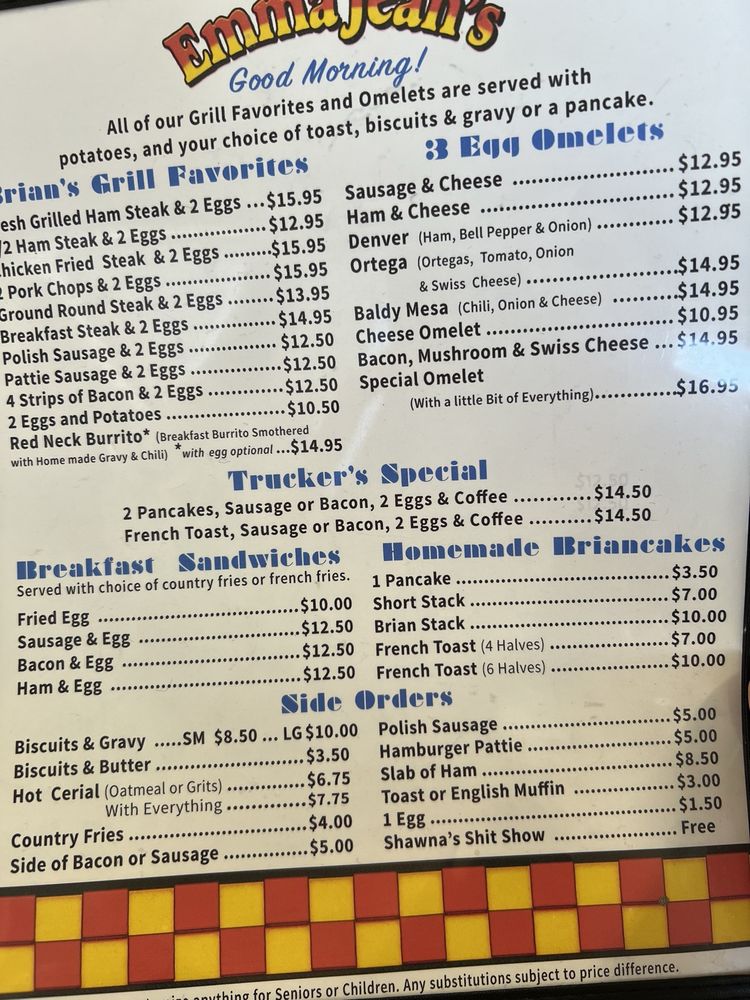 Emma Jean's
Good Morning!
All of our Grill Favorites and Omelets are served with
potatoes, and your choice of toast, biscuits & gravy or a pancake.
Brian's Grill Favorites
esh Grilled Ham Steak & 2 Eggs ...$15.95
/2 Ham Steak & 2 Eggs .................$12.95
hicken Fried Steak & 2 Eggs .........$15.95
2 Pork Chops & 2 Eggs ...................$15.95
Ground Round Steak & 2 Eggs ........$13.95
Breakfast Steak & 2 Eggs ...............$14.95
Polish Sausage & 2 Eggs .................$12.50
Pattie Sausage & 2 Eggs .................$12.50
4 Strips of Bacon & 2 Eggs ..............$12.50
2 Eggs and Potatoes ......................$10.50
Red Neck Burrito* (Breakfast Burrito Smothered
with Home made Gravy & Chili) *with egg optional ...$14.95
3 Egg Omelets
Sausage & Cheese ..............................$12.95
Ham & Cheese ...................................$12.95
Denver (Ham, Bell Pepper & Onion) ..............$12.95
Ortega (Ortegas, Tomato, Onion
& Swiss Cheese) ...........................$14.95
Baldy Mesa (Chili, Onion & Cheese) ...........$14.95
Cheese Omelet ..................................$10.95
Bacon, Mushroom & Swiss Cheese ...$14.95
Special Omelet
(With a little Bit of Everything)...............$16.95
Trucker's Special
2 Pancakes, Sausage or Bacon, 2 Eggs & Coffee ...........$14.50
French Toast, Sausage or Bacon, 2 Eggs & Coffee .........$14.50
Breakfast Sandwiches
Served with choice of country fries or french fries.
Fried Egg ....................................$10.00
Sausage & Egg .............................$12.50
Bacon & Egg ................................$12.50
Ham & Egg ..................................$12.50
Homemade Briancakes
1 Pancake ......................................$3.50
Short Stack ....................................$7.00
Brian Stack ....................................$10.00
French Toast (4 Halves) .....................$7.00
French Toast (6 Halves) .....................$10.00
Side Orders
Biscuits & Gravy .....SM $8.50 ... LG $10.00
Biscuits & Butter ..........................$3.50
Hot Cerial (Oatmeal or Grits) ..............$6.75
With Everything ..............$7.75
Country Fries ................................$4.00
Side of Bacon or Sausage ...............$5.00
Polish Sausage ..............................$5.00
Hamburger Pattie ..........................$5.00
Slab of Ham .................................$8.50
Toast or English Muffin ..................$3.00
1 Egg ...........................................$1.50
Shawna's Shit Show ..................... Free
anything for Seniors or Children. Any substitutions subject to price difference.